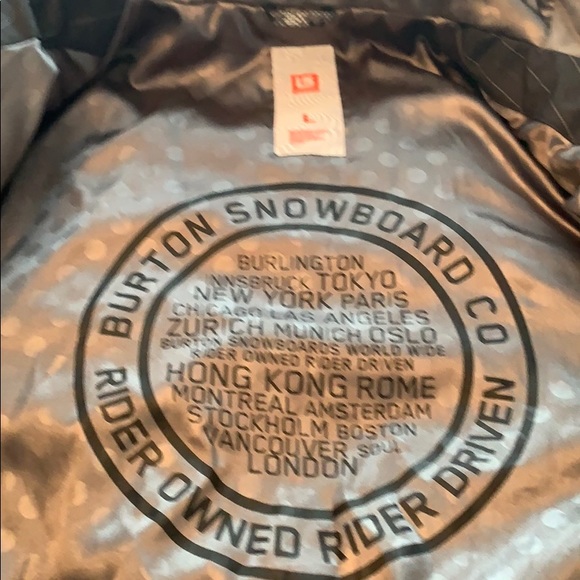 L
BURTON SNOWBOARD CO
BURLINGTON
INNSBRUCK TOKYO
NEW YORK PARIS
CHICAGO LAS ANGELES
ZURICH MUNICH OSLO
BURTON SNOWBOARDS WORLD WIDE
RIDER OWNED RIDER DRIVEN
HONG KONG ROME
MONTREAL AMSTERDAM
STOCKHOLM BOSTON
VANCOUVER SOUL
LONDON
RIDER OWNED RIDER DRIVEN